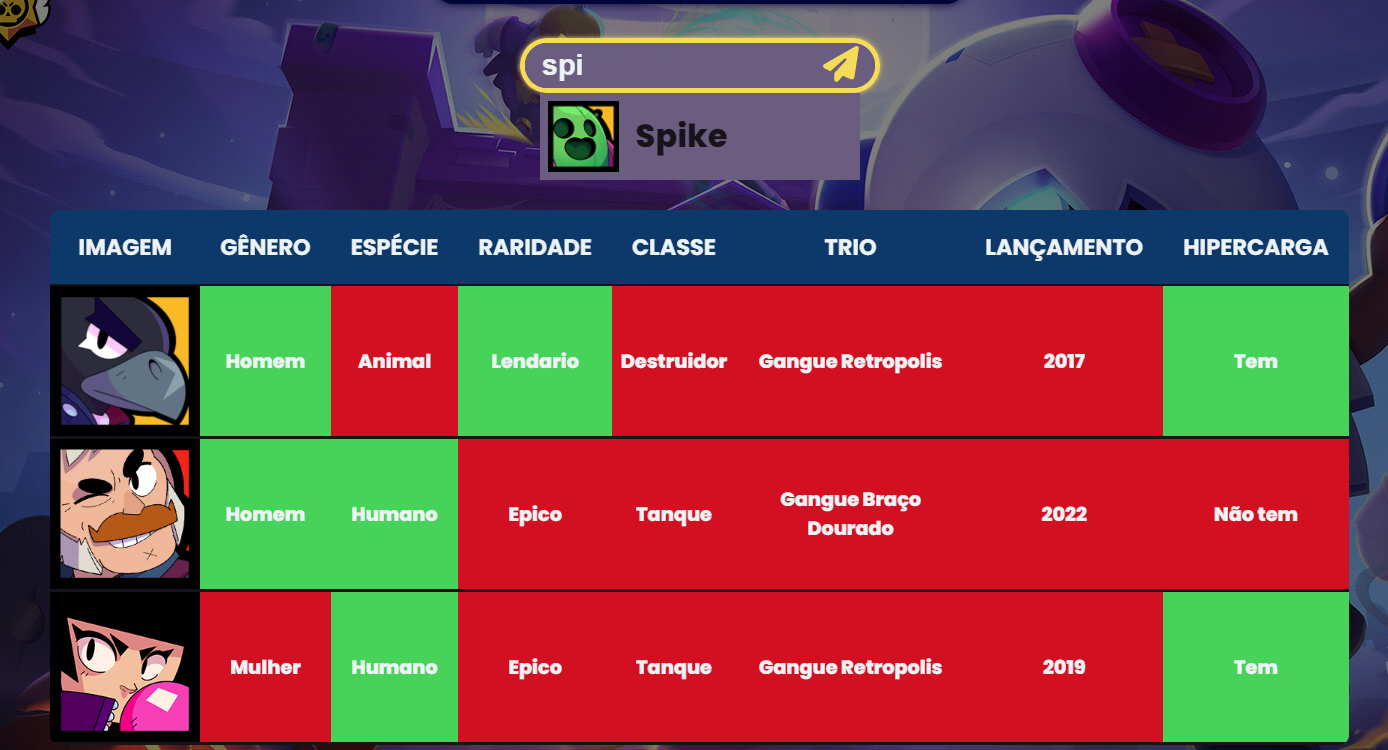 spi
Spike
IMAGEM GÊNERO ESPÉCIE RARIDADE CLASSE TRIO LANÇAMENTO HIPERCARGA
Homem Animal Lendario Destruidor Gangue Retropolis 2017 Tem
Homem Humano Epico Tanque Gangue Braço Dourado 2022 Não tem
Mulher Humano Epico Tanque Gangue Retropolis 2019 Tem